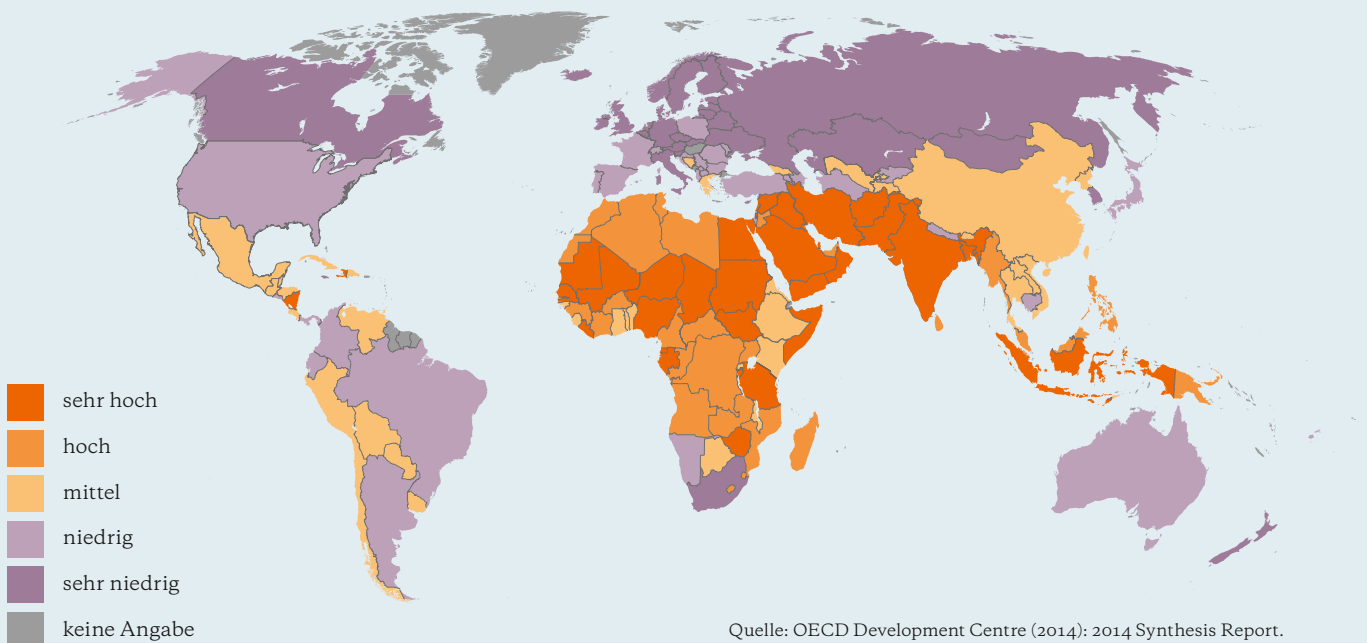 sehr hoch
hoch
mittel
niedrig
sehr niedrig
keine Angabe
Quelle: OECD Development Centre (2014): 2014 Synthesis Report.